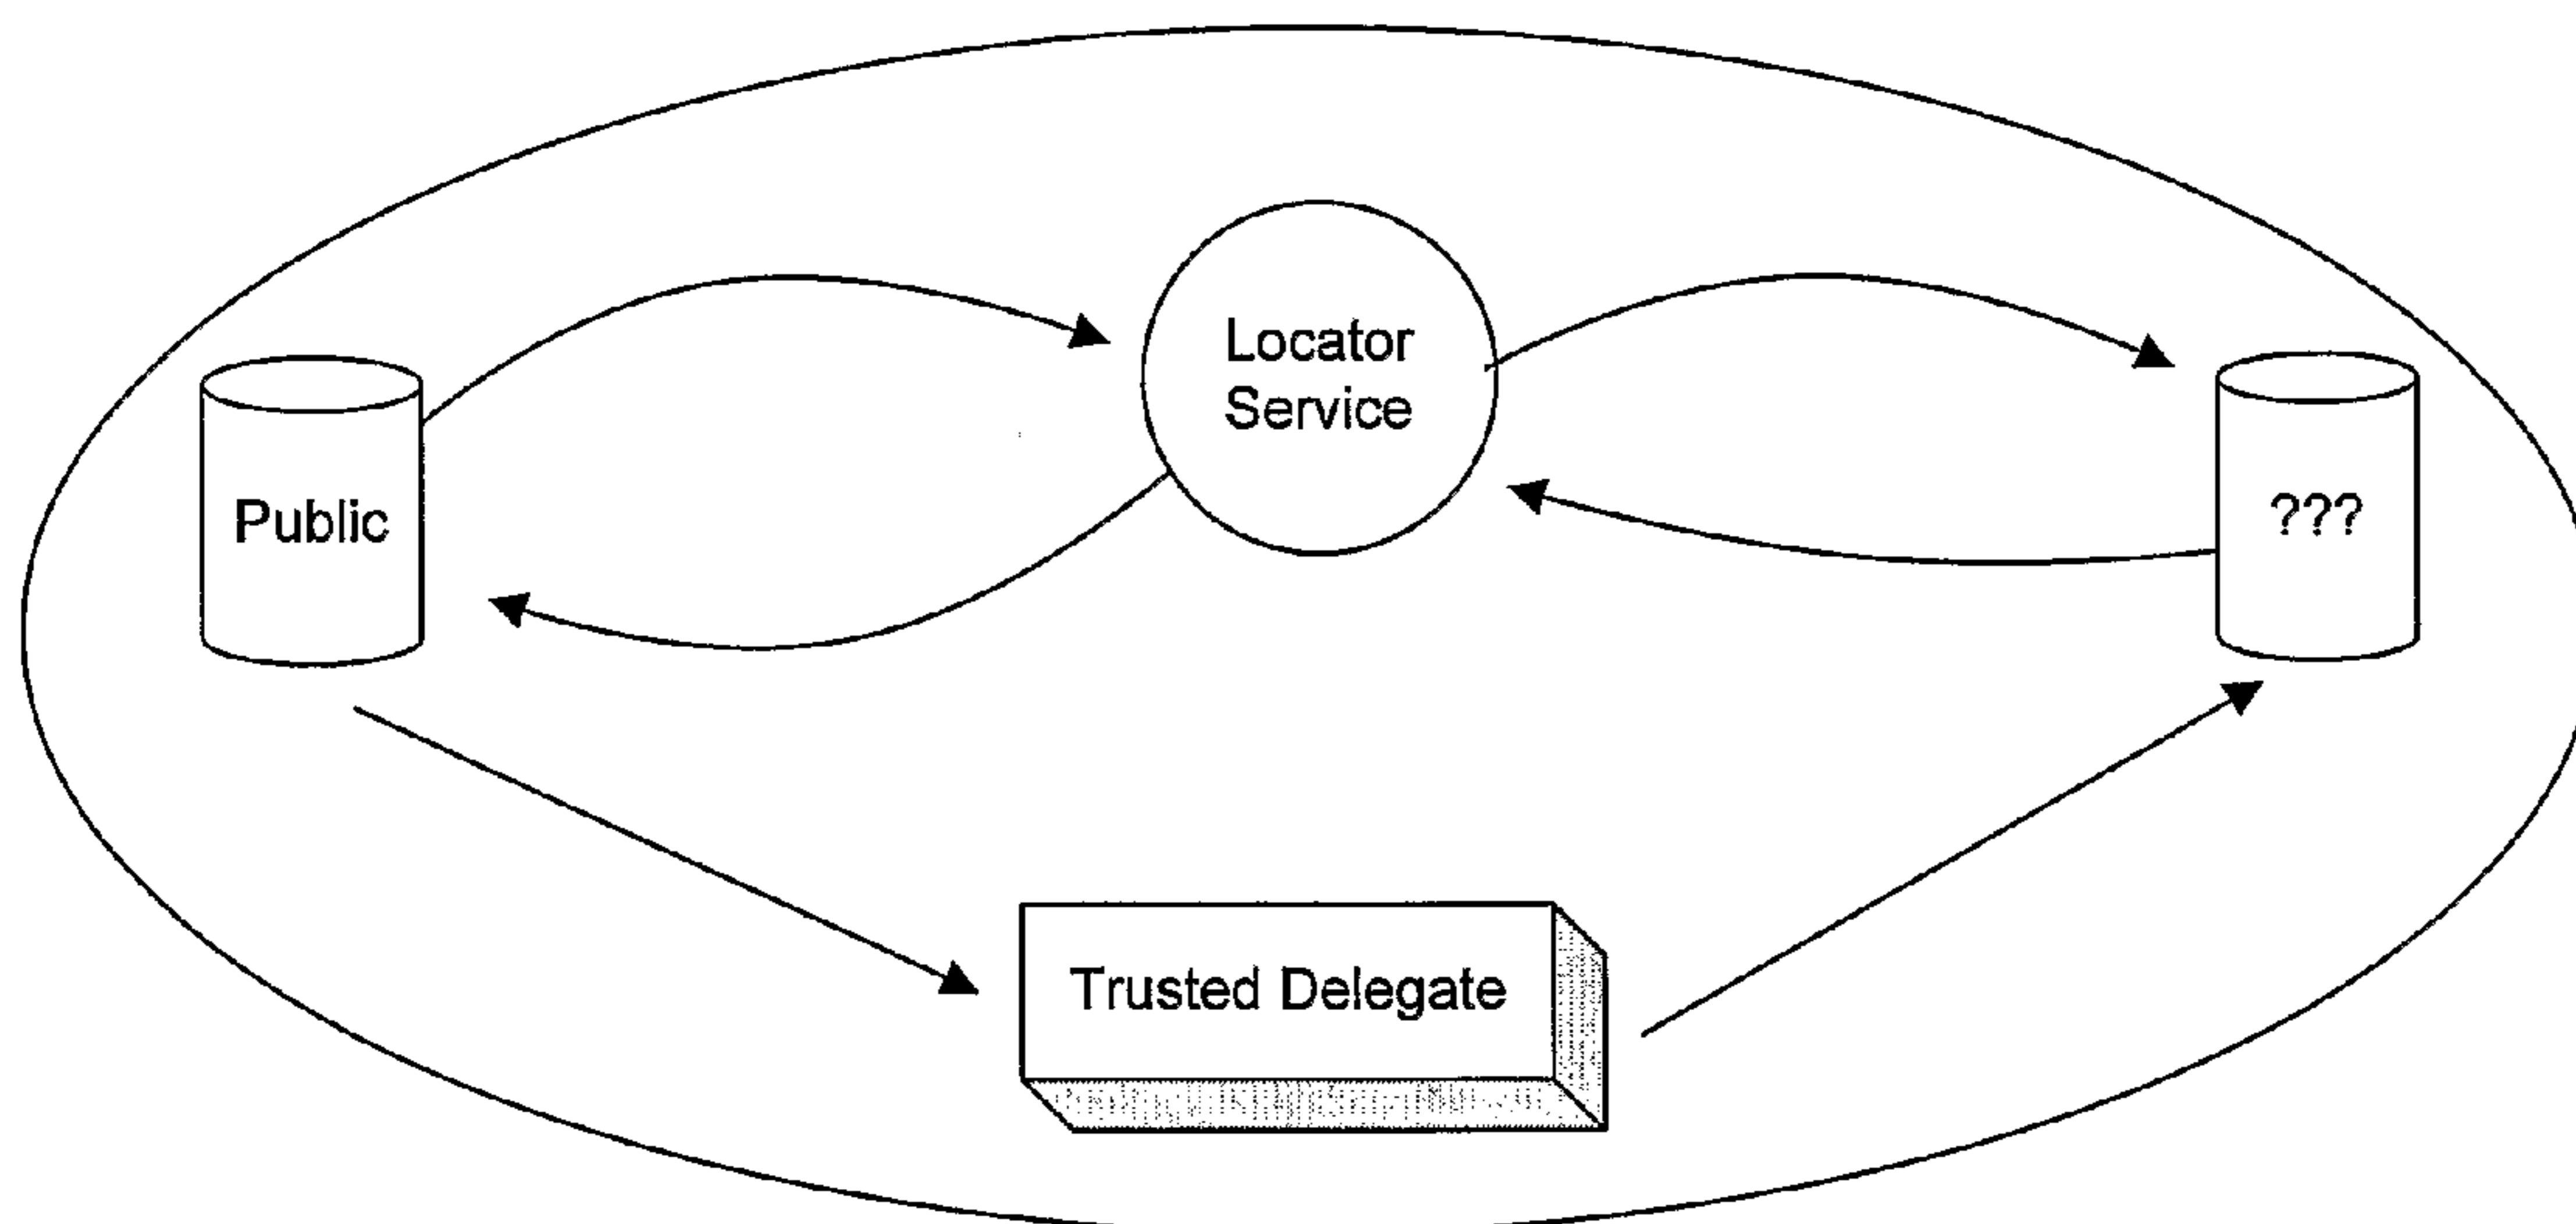 Locator
Service
Public
???
Trusted Delegate